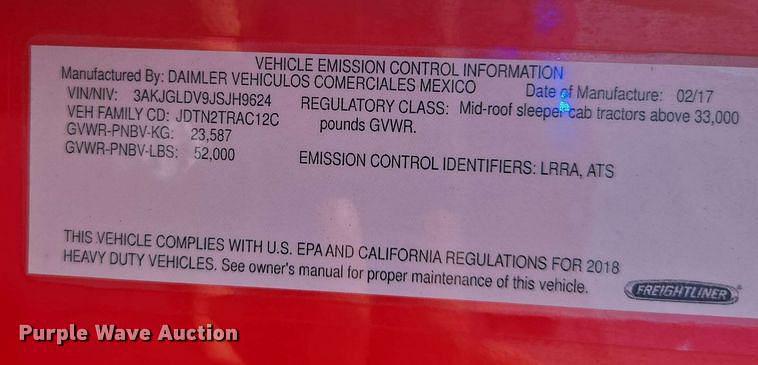 VEHICLE EMISSION CONTROL INFORMATION
Manufactured By: DAIMLER VEHICULOS COMERCIALES MEXICO Date of Manufacture: 02/17
VIN/NIV: 3AKJGLDV9JSJH9624 REGULATORY CLASS: Mid-roof sleeper cab tractors above 33,000
VEH FAMILY CD: JDTN2TRAC12C pounds GVWR.
GVWR-PNBV-KG: 23,587
GVWR-PNBV-LBS: 52,000 EMISSION CONTROL IDENTIFIERS: LRRA, ATS
THIS VEHICLE COMPLIES WITH U.S. EPA AND CALIFORNIA REGULATIONS FOR 2018
HEAVY DUTY VEHICLES. See owner's manual for proper maintenance of this vehicle.
FREIGHTLINER
Purple Wave Auction